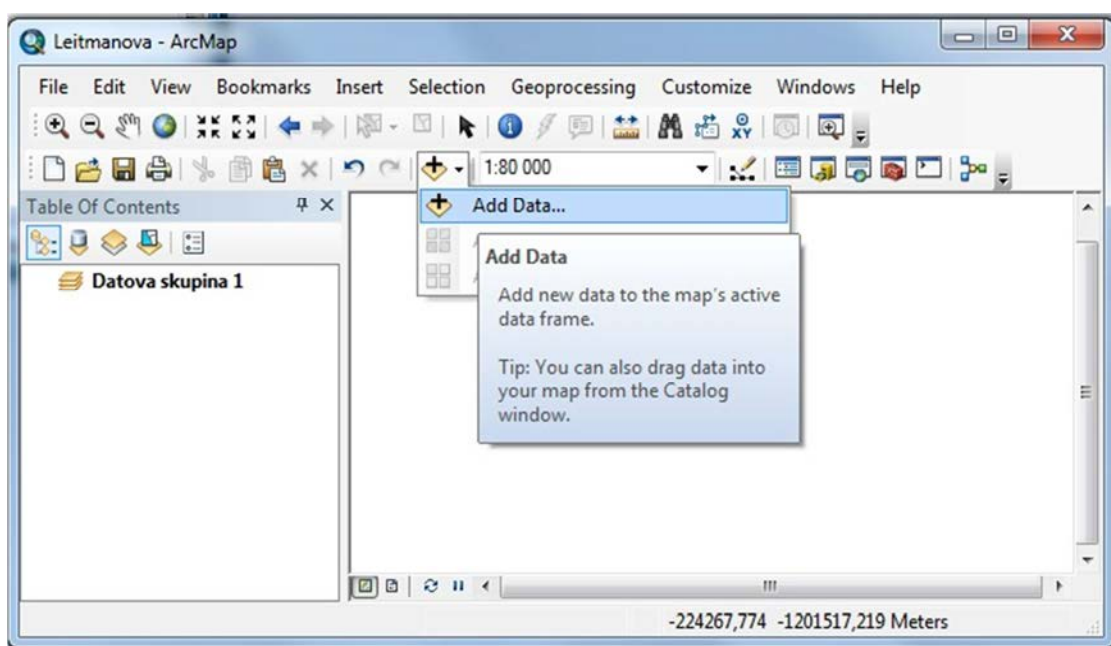 Leitmanova - ArcMap
File Edit View Bookmarks Insert Selection Geoprocessing Customize Windows Help
XY
1:80 000
Table Of Contents
Add Data...
Datova skupina 1
Add Data
Add new data to the map's active
data frame.
Tip: You can also drag data into
your map from the Catalog
window.
-224267,774 -1201517,219 Meters